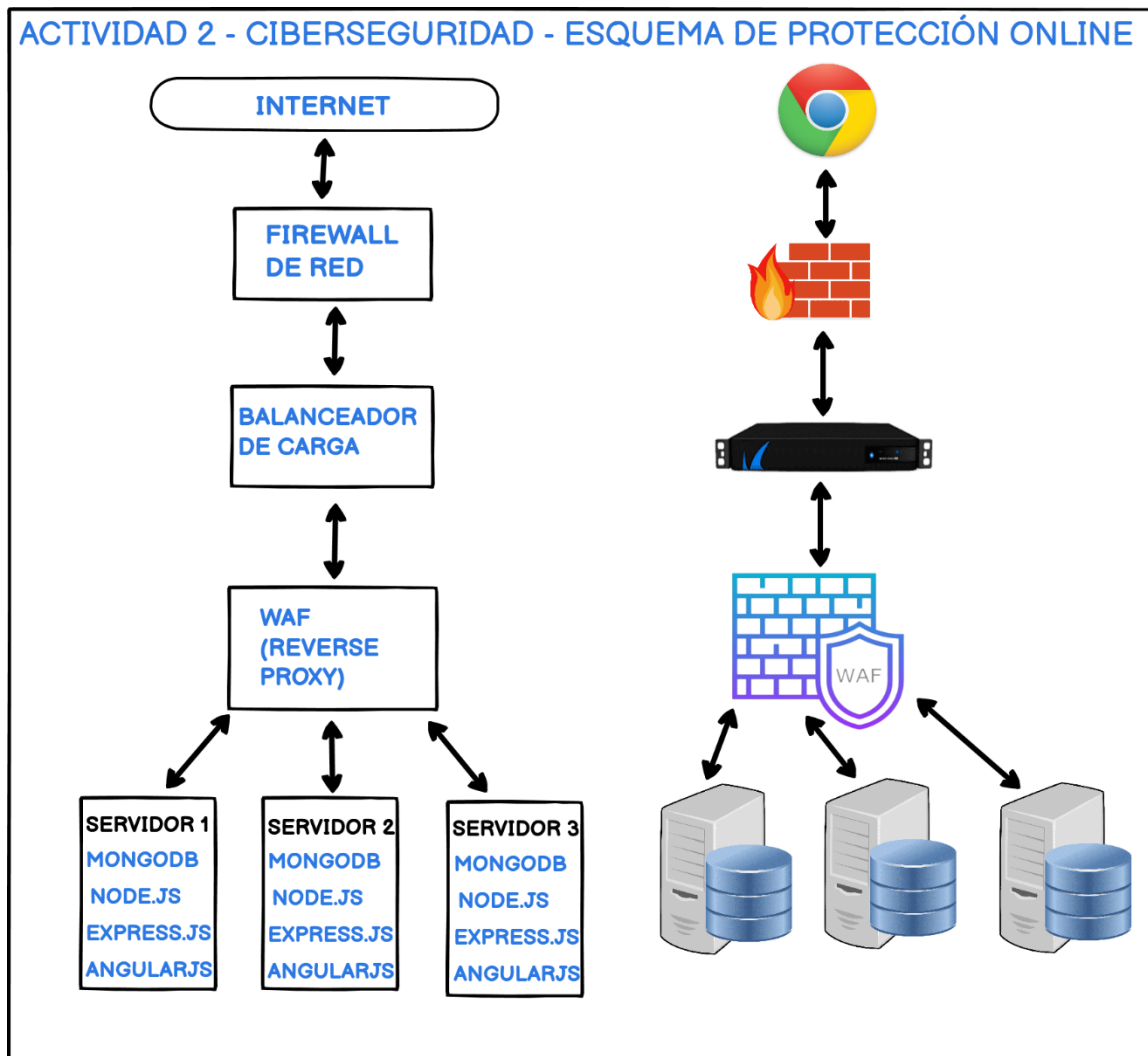 ACTIVIDAD 2 - CIBERSEGURIDAD - ESQUEMA DE PROTECCIÓN ONLINE
INTERNET
FIREWALL
DE RED
BALANCEADOR
DE CARGA
WAF
(REVERSE
PROXY)
WAF
SERVIDOR 1
MONGODB
NODE.JS
EXPRESS.JS
ANGULARJS
SERVIDOR 2
MONGODB
NODE.JS
EXPRESS.JS
ANGULARJS
SERVIDOR 3
MONGODB
NODE.JS
EXPRESS.JS
ANGULARJS